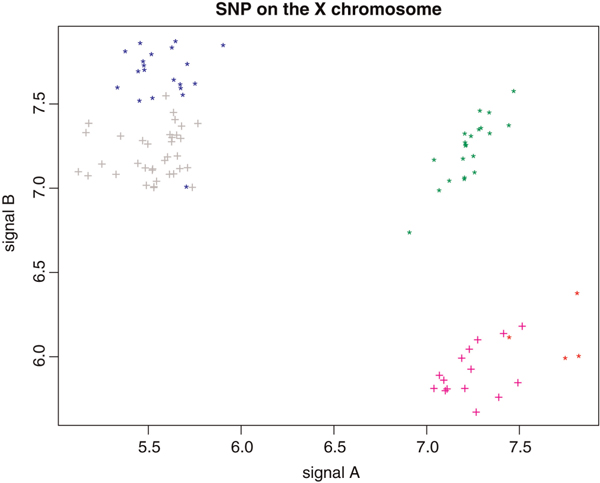 SNP on the X chromosome
7.5
7.0
6.5
6.0
signal B
5.5 6.0 6.5 7.0 7.5
signal A